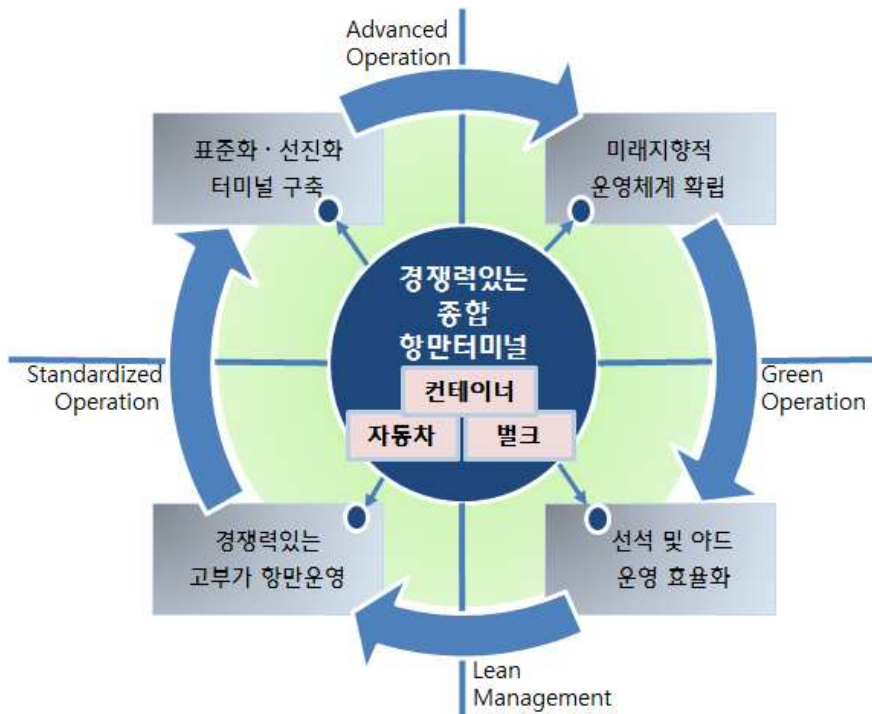 Advanced
Operation
표준화 · 선진화
터미널 구축
미래지향적
운영체계 확립
경쟁력있는
종합
항만터미널
컨테이너
자동차
벌크
Standardized
Operation
Green
Operation
경쟁력있는
고부가 항만운영
선석 및 야드
운영 효율화
Lean
Management